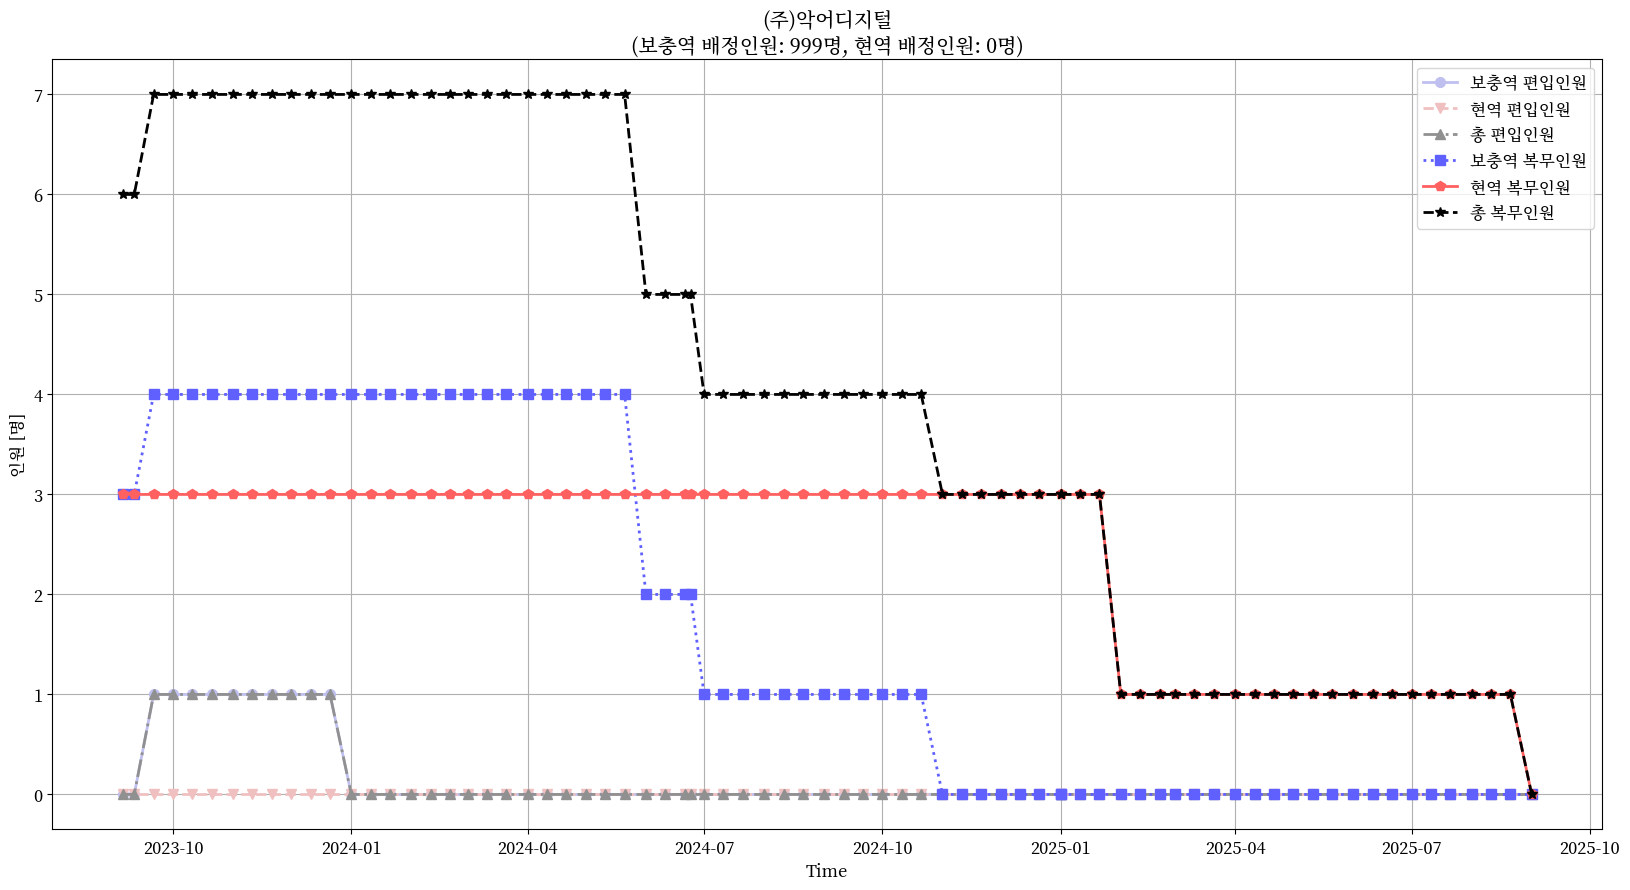 (주)악어디지털
(보충역 배정인원: 999명, 현역 배정인원: 0명)
보충역 편입인원
현역 편입인원
총 편입인원
보충역 복무인원
현역 복무인원
총 복무인원
인원 [명]
7
6
5
4
3
2
1
0
2023-10
2024-01
2024-04
2024-07
2024-10
2025-01
2025-04
2025-07
2025-10
Time